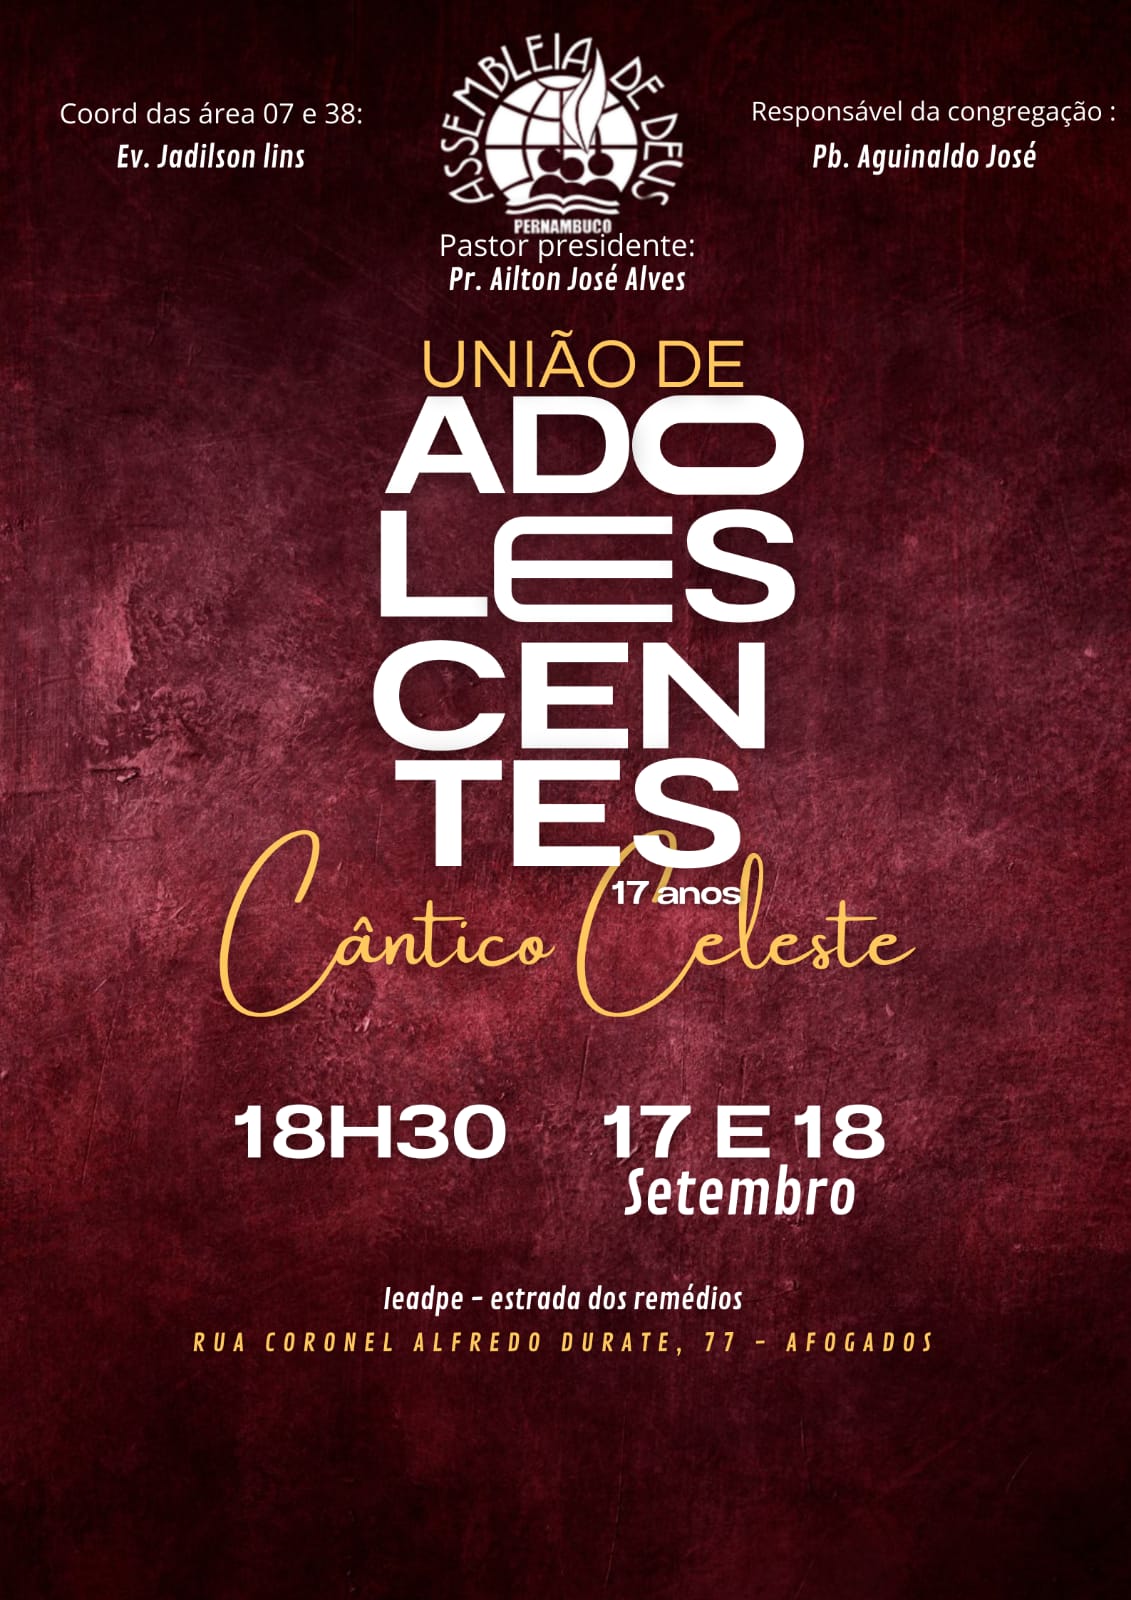 ASSEMBLEIA DE DEUS
PERNAMBUCO
Coord das área 07 e 38:
Ev. Jadilson lins
Responsável da congregação :
Pb. Aguinaldo José
Pastor presidente:
Pr. Ailton José Alves
UNIÃO DE
ADO
LES
CEN
TES
17 anos
Cântico Celeste
18H30
17 E 18
Setembro
Ieadpe - estrada dos remédios
RUA CORONEL ALFREDO DURATE, 77 - AFOGADOS